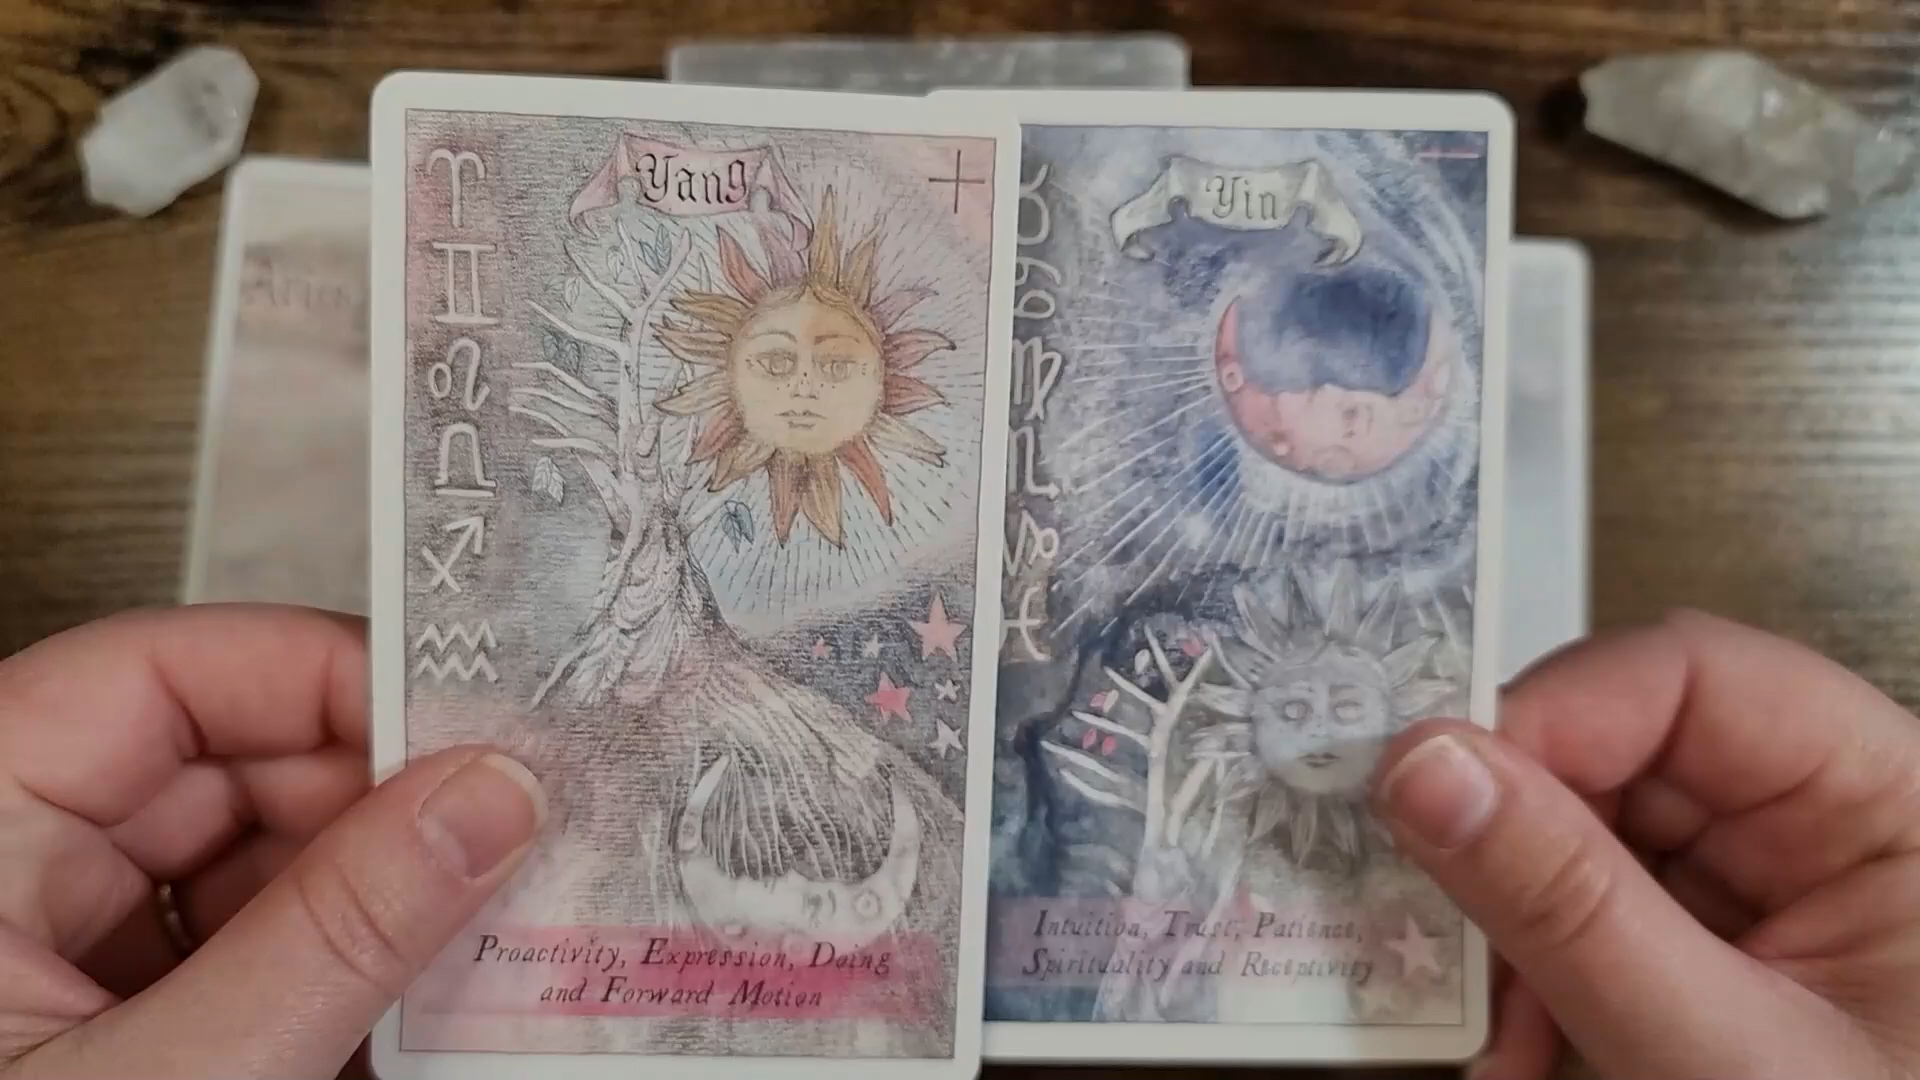 Yang
Proactivity, Expression, Doing
and Forward Motion
Yin
Intuition, Trust, Patience,
Spirituality and Receptivity